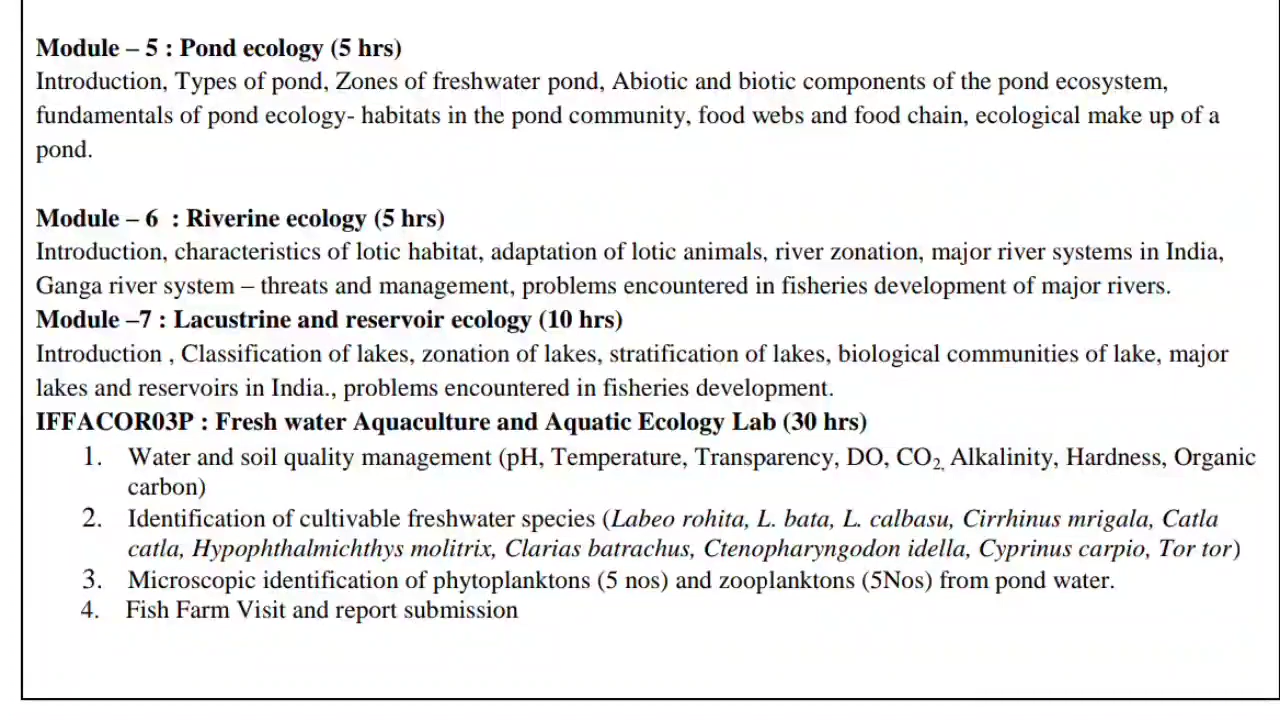 Module – 5 : Pond ecology (5 hrs)
Introduction, Types of pond, Zones of freshwater pond, Abiotic and biotic components of the pond ecosystem,
fundamentals of pond ecology- habitats in the pond community, food webs and food chain, ecological make up of a
pond.
Module – 6  : Riverine ecology (5 hrs)
Introduction, characteristics of lotic habitat, adaptation of lotic animals, river zonation, major river systems in India,
Ganga river system – threats and management, problems encountered in fisheries development of major rivers.
Module –7 : Lacustrine and reservoir ecology (10 hrs)
Introduction , Classification of lakes, zonation of lakes, stratification of lakes, biological communities of lake, major
lakes and reservoirs in India., problems encountered in fisheries development.
IFFACOR03P : Fresh water Aquaculture and Aquatic Ecology Lab (30 hrs)
1. Water and soil quality management (pH, Temperature, Transparency, DO, CO2, Alkalinity, Hardness, Organic
carbon)
2. Identification of cultivable freshwater species (Labeo rohita, L. bata, L. calbasu, Cirrhinus mrigala, Catla
catla, Hypophthalmichthys molitrix, Clarias batrachus, Ctenopharyngodon idella, Cyprinus carpio, Tor tor)
3. Microscopic identification of phytoplanktons (5 nos) and zooplanktons (5Nos) from pond water.
4. Fish Farm Visit and report submission